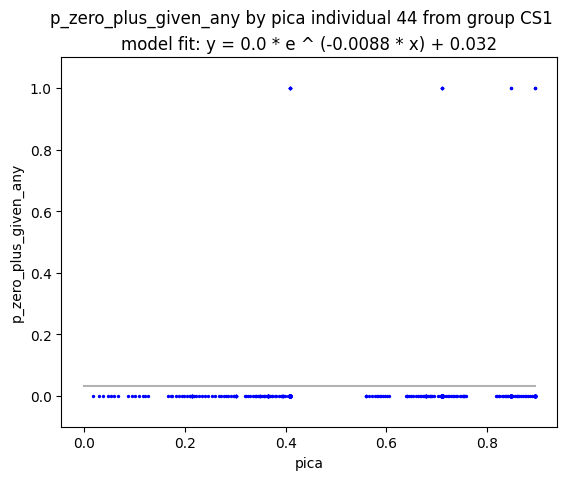 p_zero_plus_given_any by pica individual 44 from group CS1
model fit: y = 0.0 * e ^ (-0.0088 * x) + 0.032
1.0
0.8
0.6
0.4
0.2
0.0
p_zero_plus_given_any
0.0 0.2 0.4 0.6 0.8
pica